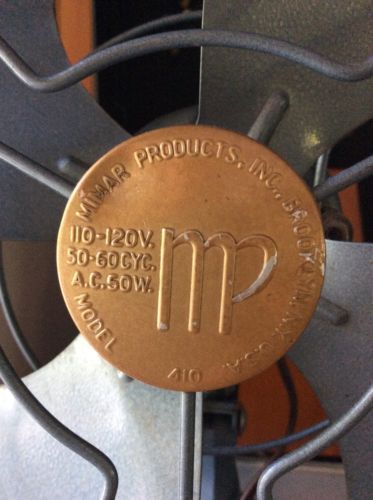 MIMAR PRODUCTS, INC., BROOKLYN, N.Y. U.S.A.
110-120V.
50-60CYC.
A.C. 50W.
mp
MODEL 410